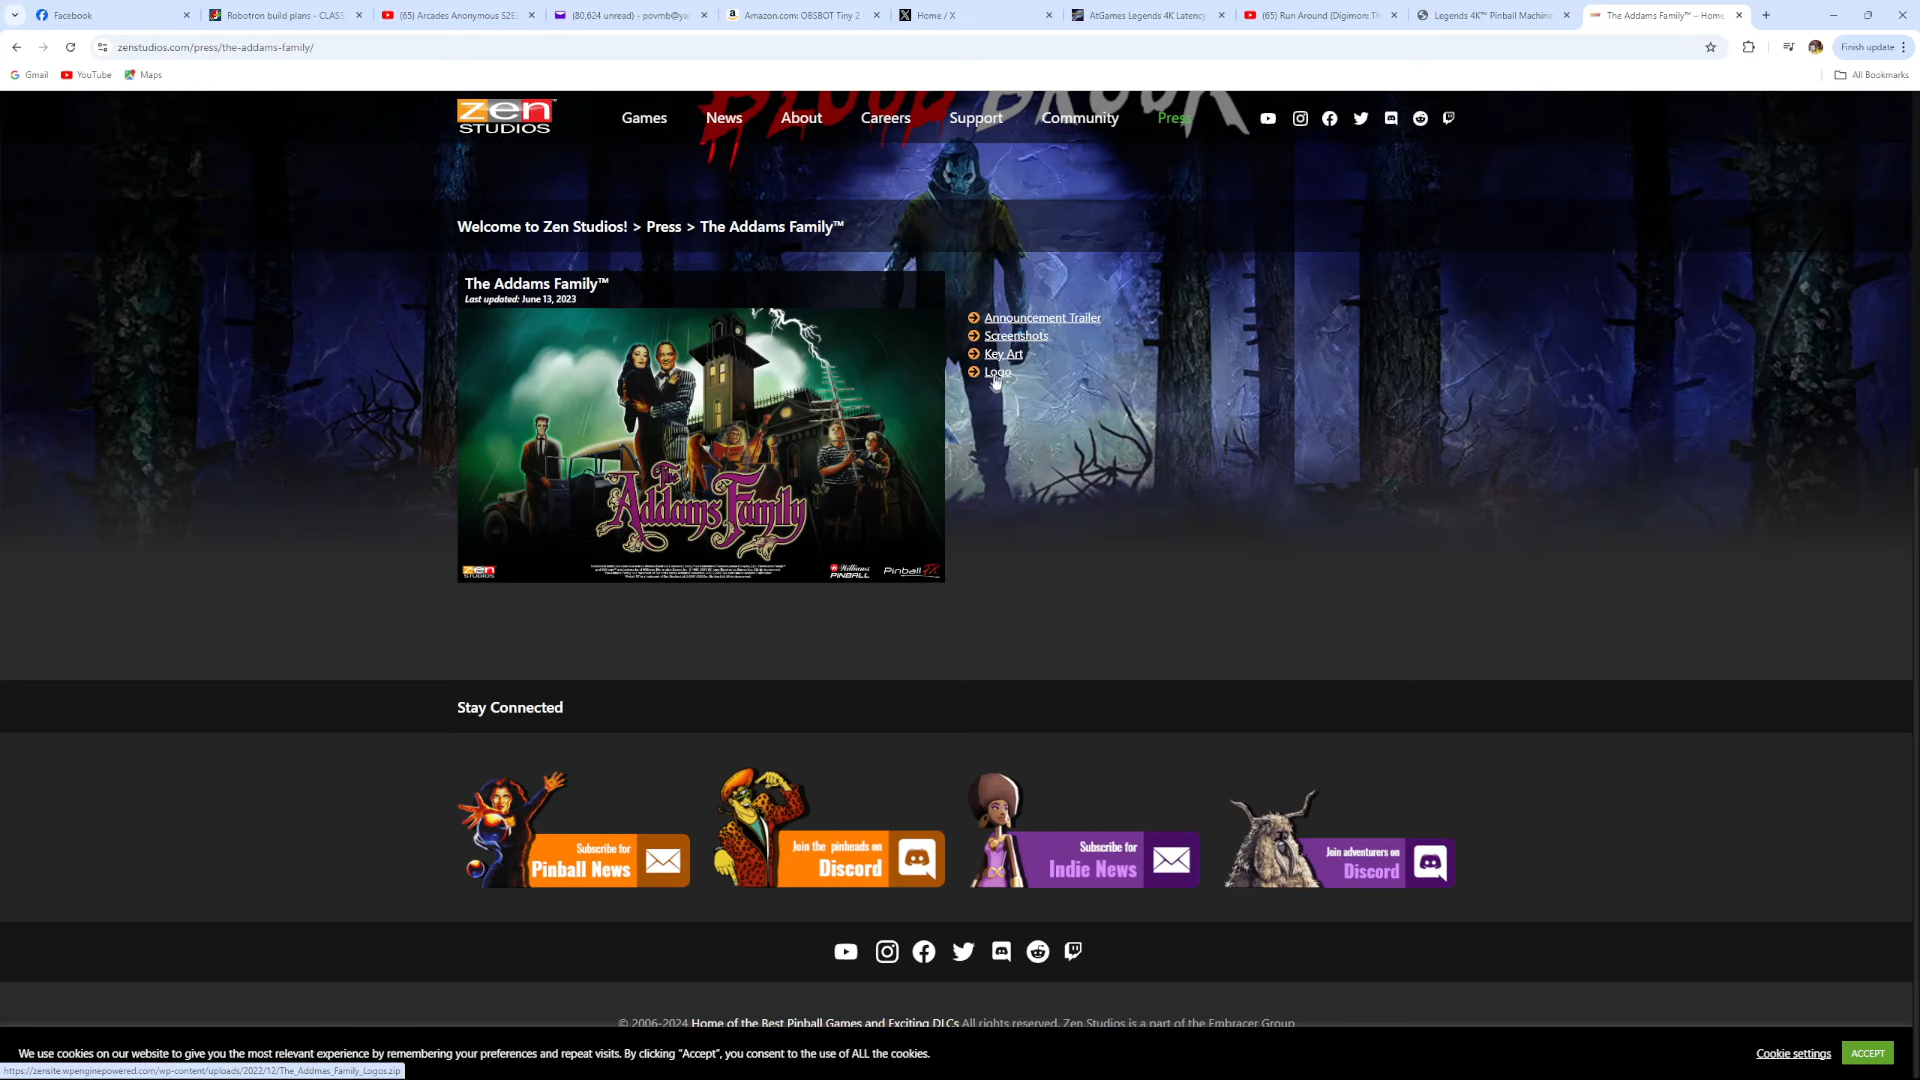 Facebook
Robotron build plans - CLASS
(65) Arcades Anonymous S2E
(80,624 unread) - povmb@ya
Amazon.com: OBSBOT Tiny 2
Home / X
AtGames Legends 4K Latency
(65) Run Around (Digimon: Th
Legends 4K™ Pinball Machine
The Addams Family™ – Home
zenstudios.com/press/the-addams-family/
Finish update
Gmail
YouTube
Maps
All Bookmarks
BLOOD BROOK
zen
STUDIOS
Games
News
About
Careers
Support
Community
Press
Welcome to Zen Studios! > Press > The Addams Family™
The Addams Family™
Last updated: June 13, 2023
Announcement Trailer
Screenshots
Key Art
Logo
The
Addams Family
zen
STUDIOS
Williams
PINBALL
Pinball FX
Stay Connected
Subscribe for
Pinball News
Join the pinheads on
Discord
Subscribe for
Indie News
Join adventurers on
Discord
© 2006-2024 Home of the Best Pinball Games and Exciting DLCs All rights reserved. Zen Studios is a part of the Embracer Group
We use cookies on our website to give you the most relevant experience by remembering your preferences and repeat visits. By clicking “Accept”, you consent to the use of ALL the cookies.
Cookie settings
ACCEPT
https://zensite.wpenginepowered.com/wp-content/uploads/2022/12/The_Addmas_Family_Logos.zip